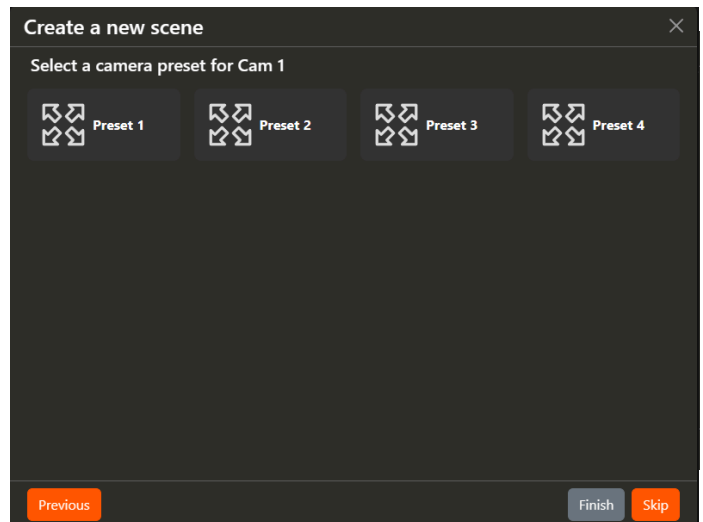 Create a new scene
Select a camera preset for Cam 1
Preset 1 Preset 2 Preset 3 Preset 4
Previous Finish Skip